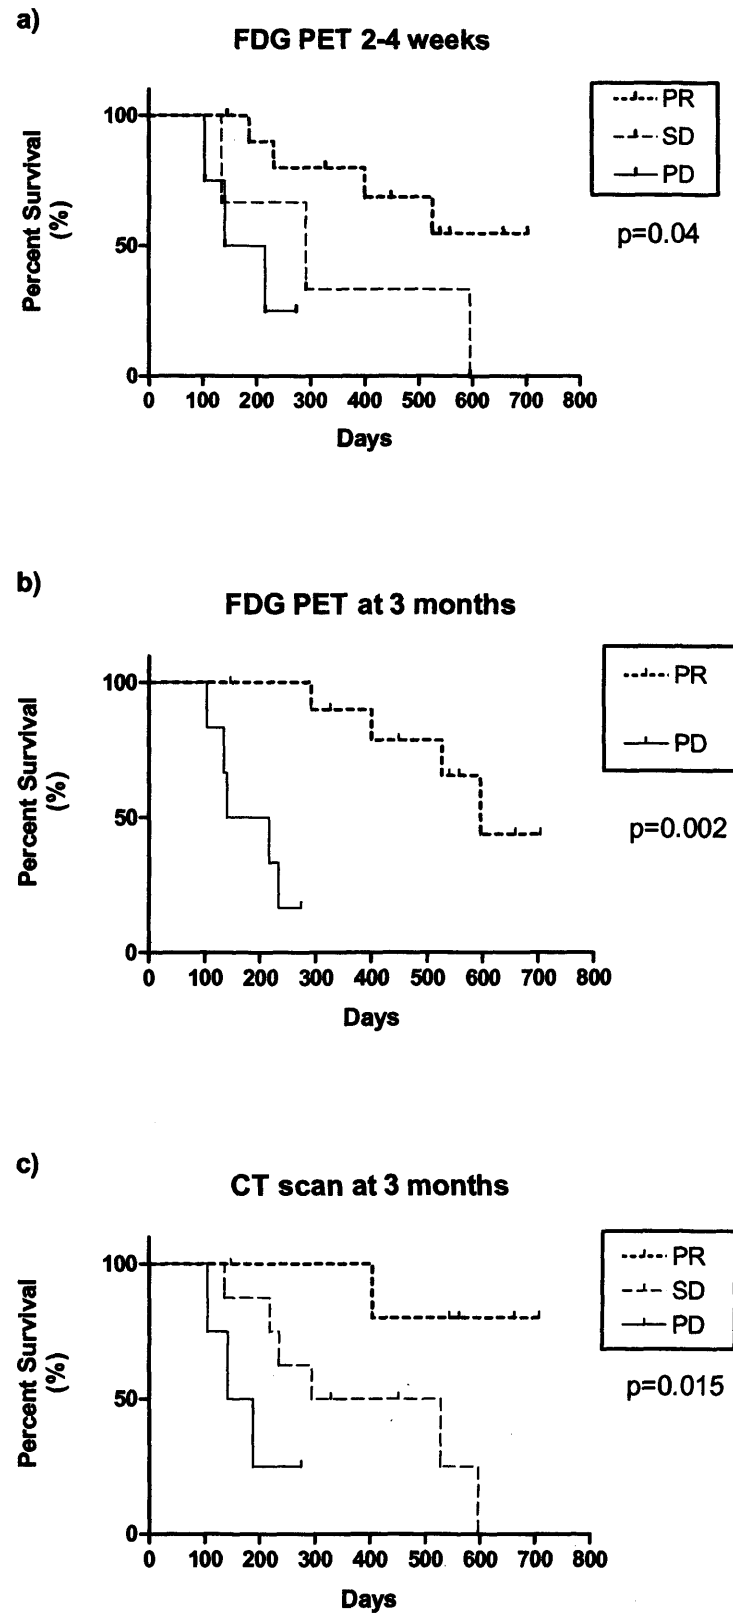 a)
FDG PET 2-4 weeks
Percent Survival
(%)
100
50
0
0 100 200 300 400 500 600 700 800
Days
PR
SD
PD
p=0.04
b)
FDG PET at 3 months
Percent Survival
(%)
100
50
0
0 100 200 300 400 500 600 700 800
Days
PR
PD
p=0.002
c)
CT scan at 3 months
Percent Survival
(%)
100
50
0
0 100 200 300 400 500 600 700 800
Days
PR
SD
PD
p=0.015